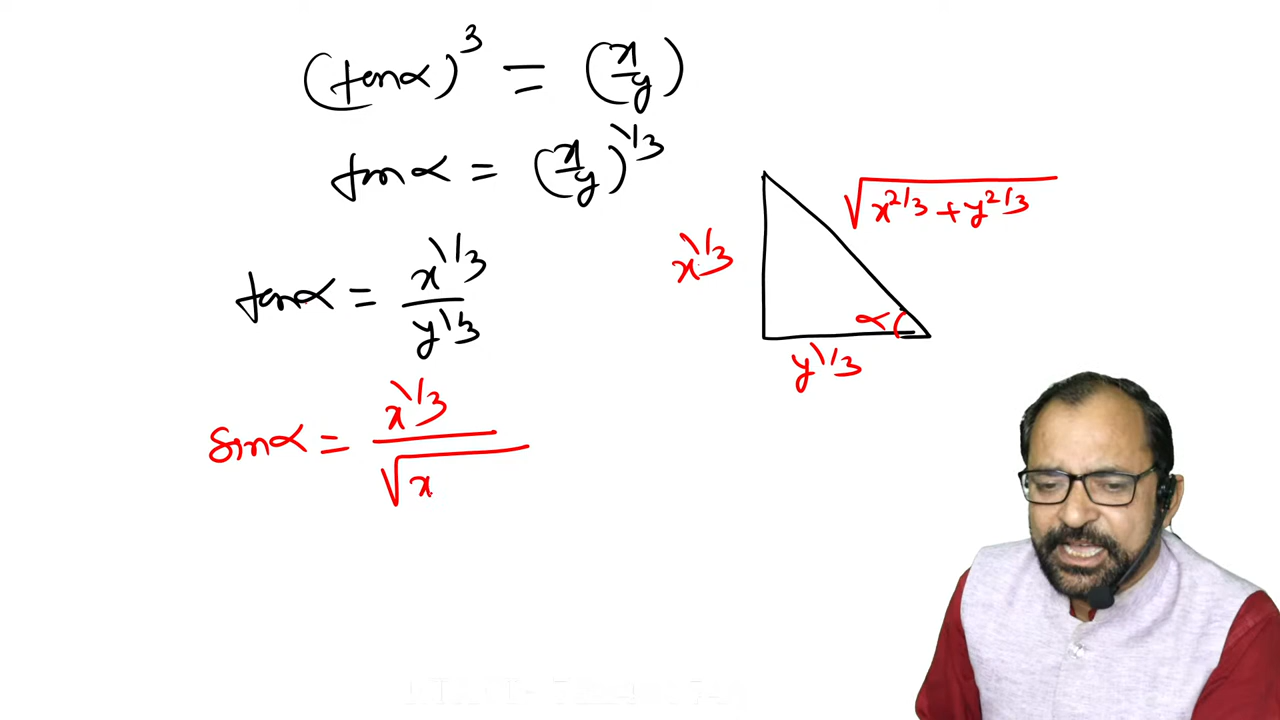 (tanα)³ = (x/y)
tanα = (x/y)^1/3
tanα = x^1/3 / y^1/3
sinα = x^1/3 / √x
√x^2/3 + y^2/3
x^1/3
α
y^1/3